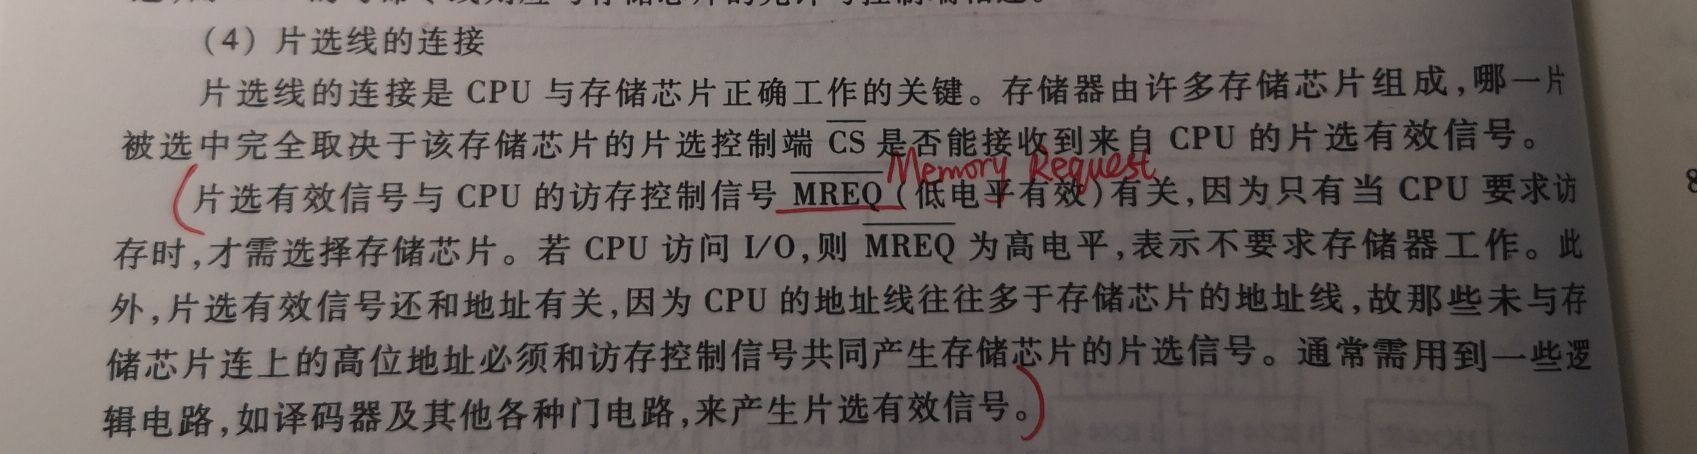 （4）片选线的连接
片选线的连接是 CPU 与存储芯片正确工作的关键。存储器由许多存储芯片组成，哪一片
被选中完全取决于该存储芯片的片选控制端 CS 是否能接收到来自 CPU 的片选有效信号。
Memory Request
片选有效信号与 CPU 的访存控制信号 MREQ（低电平有效）有关，因为只有当 CPU 要求访
存时，才需选择存储芯片。若 CPU 访问 I/O，则 MREQ 为高电平，表示不要求存储器工作。此
外，片选有效信号还和地址有关，因为 CPU 的地址线往往多于存储芯片的地址线，故那些未与存
储芯片连上的高位地址必须和访存控制信号共同产生存储芯片的片选信号。通常需用到一些逻
辑电路，如译码器及其他各种门电路，来产生片选有效信号。